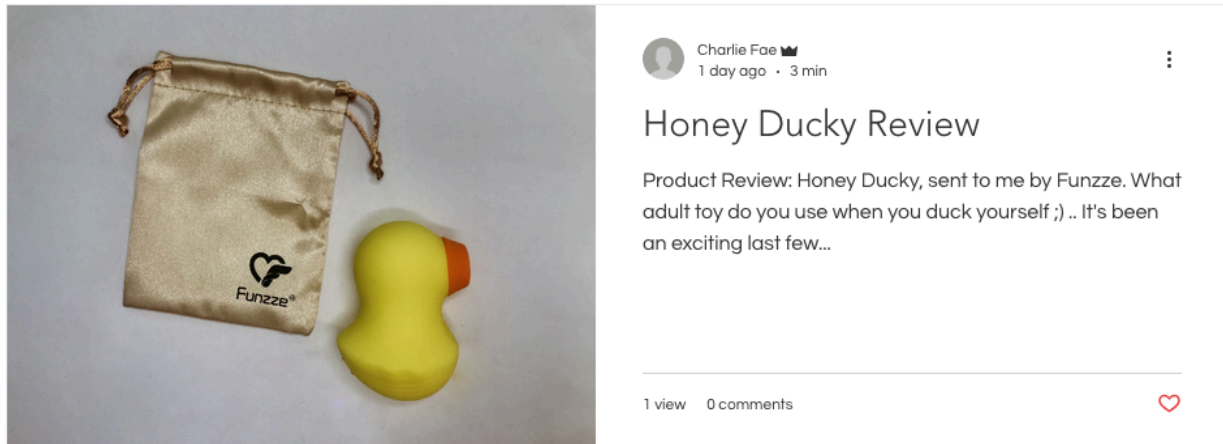 Funzze®
Charlie Fae
1 day ago · 3 min
Honey Ducky Review
Product Review: Honey Ducky, sent to me by Funzze. What
adult toy do you use when you duck yourself ;) .. It's been
an exciting last few...
1 view 0 comments